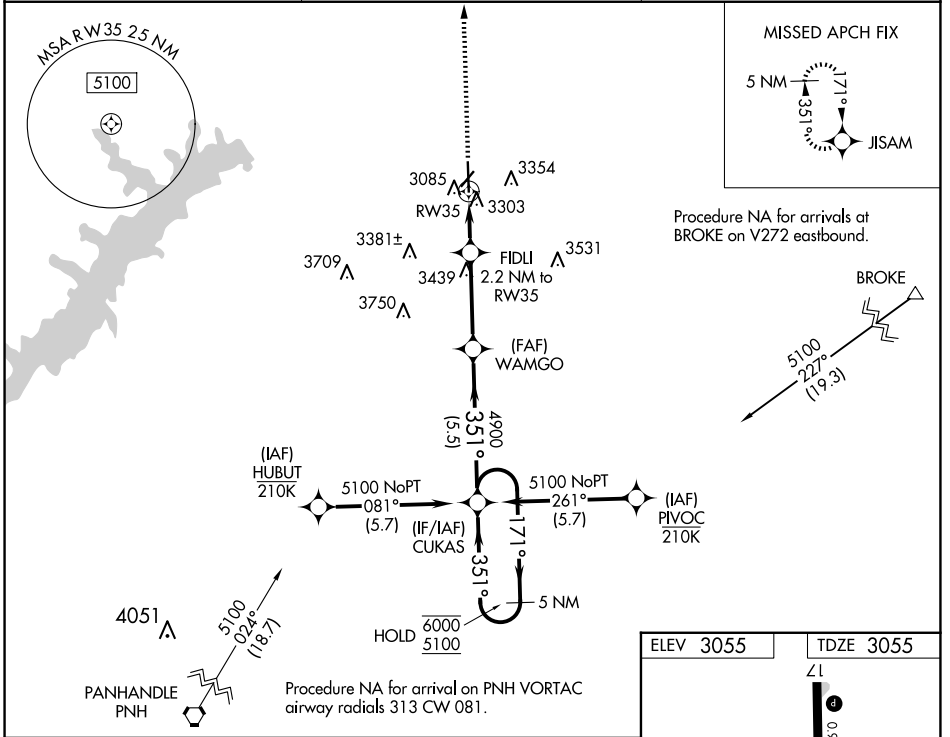 MSA RW35 25 NM
5100
MISSED APCH FIX
5 NM
171°
351°
JISAM
3085
3354
RW35
3303
Procedure NA for arrivals at
BROKE on V272 eastbound.
3381±
3709
3439
FIDLI
2.2 NM to
RW35
3531
3750
BROKE
5100
227°
(19.3)
(FAF)
WAMGO
351°
4900
(5.5)
(IAF)
HUBUT
210K
5100 NoPT
081°
(5.7)
(IF/IAF)
CUKAS
5100 NoPT
261°
(5.7)
(IAF)
PIVOC
210K
171°
351°
5 NM
HOLD
6000
5100
4051
5100
024°
(18.7)
PANHANDLE
PNH
Procedure NA for arrival on PNH VORTAC
airway radials 313 CW 081.
ELEV 3055
TDZE 3055
17
P